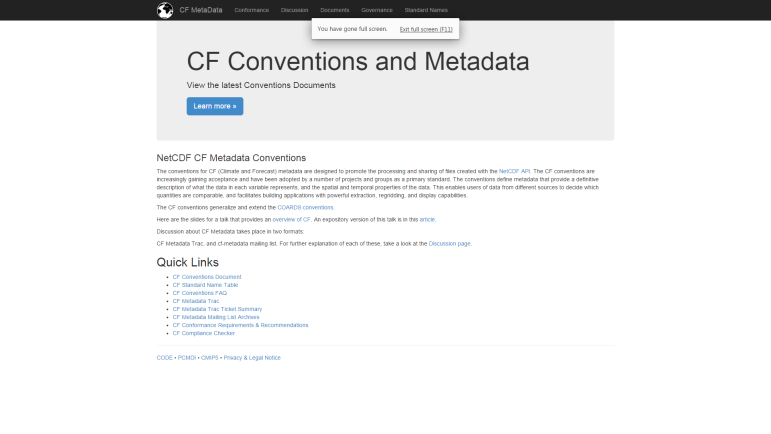 CF MetaData Conformance Discussion Documents Governance Standard Names
You have gone full screen. Exit full screen (F11)
CF Conventions and Metadata
View the latest Conventions Documents
Learn more »
NetCDF CF Metadata Conventions
The conventions for CF (Climate and Forecast) metadata are designed to promote the processing and sharing of files created with the NetCDF API. The CF conventions are
increasingly gaining acceptance and have been adopted by a number of projects and groups as a primary standard. The conventions define metadata that provide a definitive
description of what the data in each variable represents, and the spatial and temporal properties of the data. This enables users of data from different sources to decide which
quantities are comparable, and facilitates building applications with powerful extraction, regridding, and display capabilities.
The CF conventions generalize and extend the COARDS conventions.
Here are the slides for a talk that provides an overview of CF. An expository version of this talk is in this article.
Discussion about CF Metadata takes place in two formats:
CF Metadata Trac, and cf-metadata mailing list. For further explanation of each of these, take a look at the Discussion page.
Quick Links
• CF Conventions Document
• CF Standard Name Table
• CF Conventions FAQ
• CF Metadata Trac
• CF Metadata Trac Ticket Summary
• CF Metadata Mailing List Archives
• CF Conformance Requirements & Recommendations
• CF Compliance Checker
CODE • PCMDI • CMIP5 • Privacy & Legal Notice